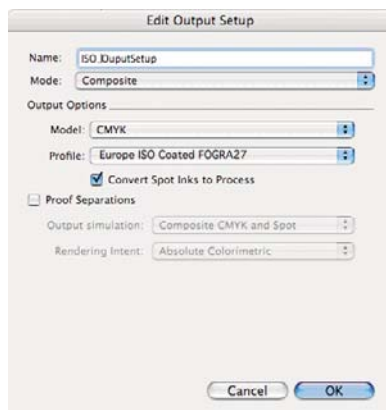 Edit Output Setup
Name: ISO_OuputSetup
Mode: Composite
Output Options
Model: CMYK
Profile: Europe ISO Coated FOGRA27
Convert Spot Inks to Process
Proof Separations
Output simulation: Composite CMYK and Spot
Rendering Intent: Absolute Colorimetric
Cancel OK